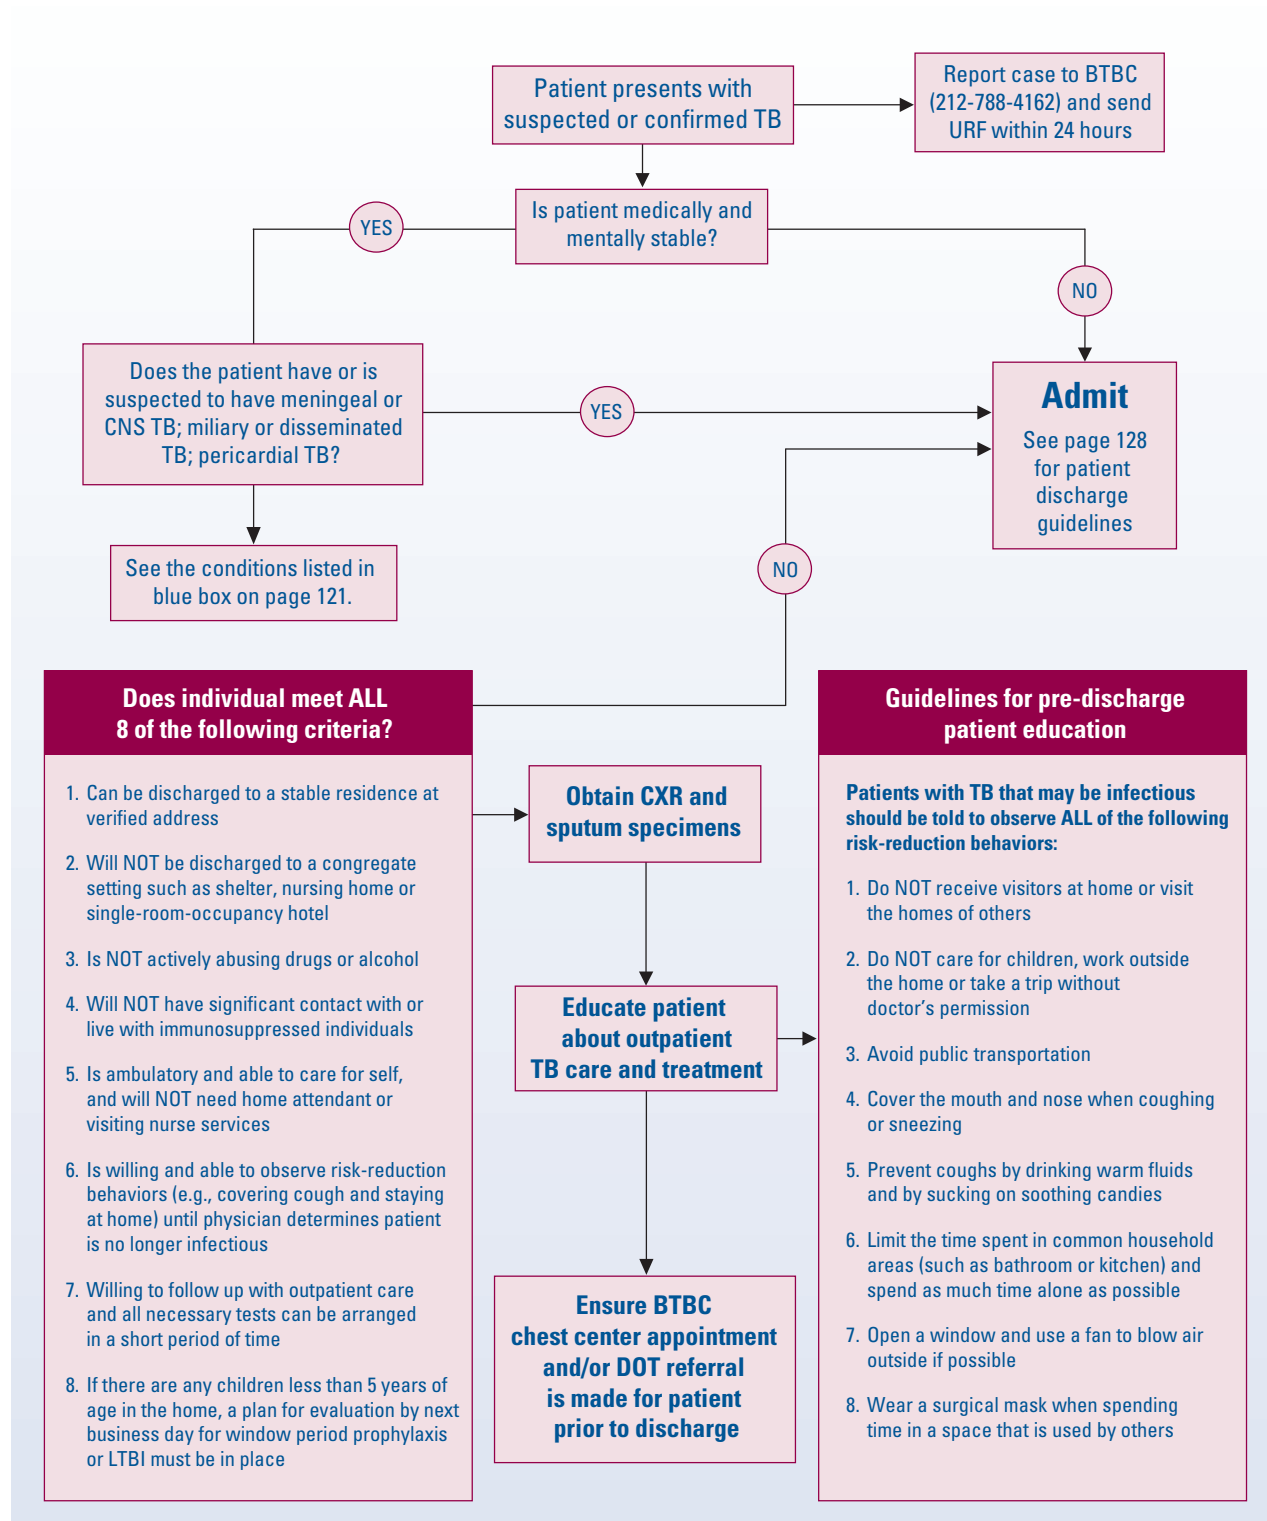 Patient presents with
suspected or confirmed TB
Report case to BTBC
(212-788-4162) and send
URF within 24 hours
Is patient medically and
mentally stable?
YES
NO
Does the patient have or is
suspected to have meningeal or
CNS TB; miliary or disseminated
TB; pericardial TB?
YES
Admit
See page 128
for patient
discharge
guidelines
See the conditions listed in
blue box on page 121.
NO
Does individual meet ALL
8 of the following criteria?
1. Can be discharged to a stable residence at
verified address
2. Will NOT be discharged to a congregate
setting such as shelter, nursing home or
single-room-occupancy hotel
3. Is NOT actively abusing drugs or alcohol
4. Will NOT have significant contact with or
live with immunosuppressed individuals
5. Is ambulatory and able to care for self,
and will NOT need home attendant or
visiting nurse services
6. Is willing and able to observe risk-reduction
behaviors (e.g., covering cough and staying
at home) until physician determines patient
is no longer infectious
7. Willing to follow up with outpatient care
and all necessary tests can be arranged
in a short period of time
8. If there are any children less than 5 years of
age in the home, a plan for evaluation by next
business day for window period prophylaxis
or LTBI must be in place
Obtain CXR and
sputum specimens
Educate patient
about outpatient
TB care and treatment
Ensure BTBC
chest center appointment
and/or DOT referral
is made for patient
prior to discharge
Guidelines for pre-discharge
patient education
Patients with TB that may be infectious
should be told to observe ALL of the following
risk-reduction behaviors:
1. Do NOT receive visitors at home or visit
the homes of others
2. Do NOT care for children, work outside
the home or take a trip without
doctor's permission
3. Avoid public transportation
4. Cover the mouth and nose when coughing
or sneezing
5. Prevent coughs by drinking warm fluids
and by sucking on soothing candies
6. Limit the time spent in common household
areas (such as bathroom or kitchen) and
spend as much time alone as possible
7. Open a window and use a fan to blow air
outside if possible
8. Wear a surgical mask when spending
time in a space that is used by others